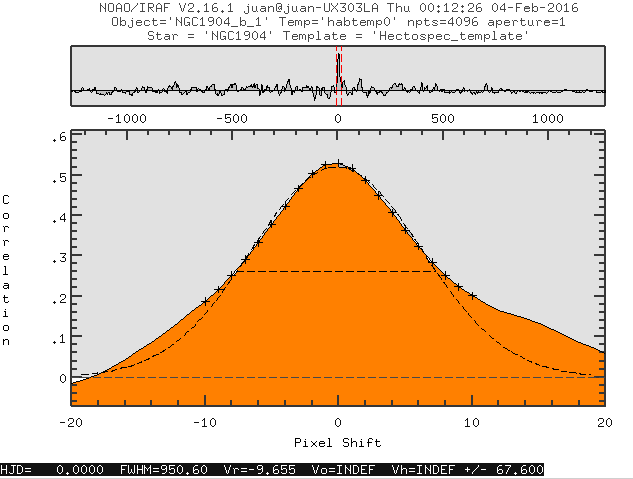 NOAO/IRAF V2.16.1 juan@juan-UX303LA Thu 00:12:26 04-Feb-2016
Object='NGC1904_b_1' Temp='habtemp0' npts=4096 aperture=1
Star = 'NGC1904' Template = 'Hectospec_template'
-1000 -500 0 500 1000
.6
.5
.4
.3
.2
.1
0
Correlation
-20 -10 0 10 20
Pixel Shift
HJD= 0.0000 FWHM=950.60 Vr=-9.655 Vo=INDEF Vh=INDEF +/- 67.600